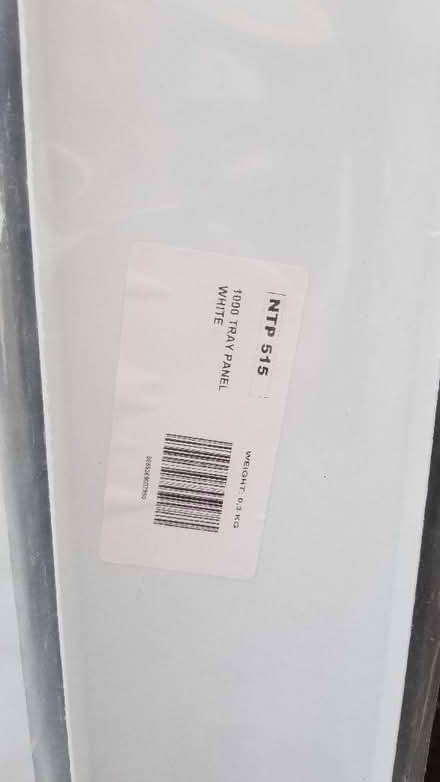 NTP 515
1000 TRAY PANEL
WHITE
WEIGHT: 0.3 KG